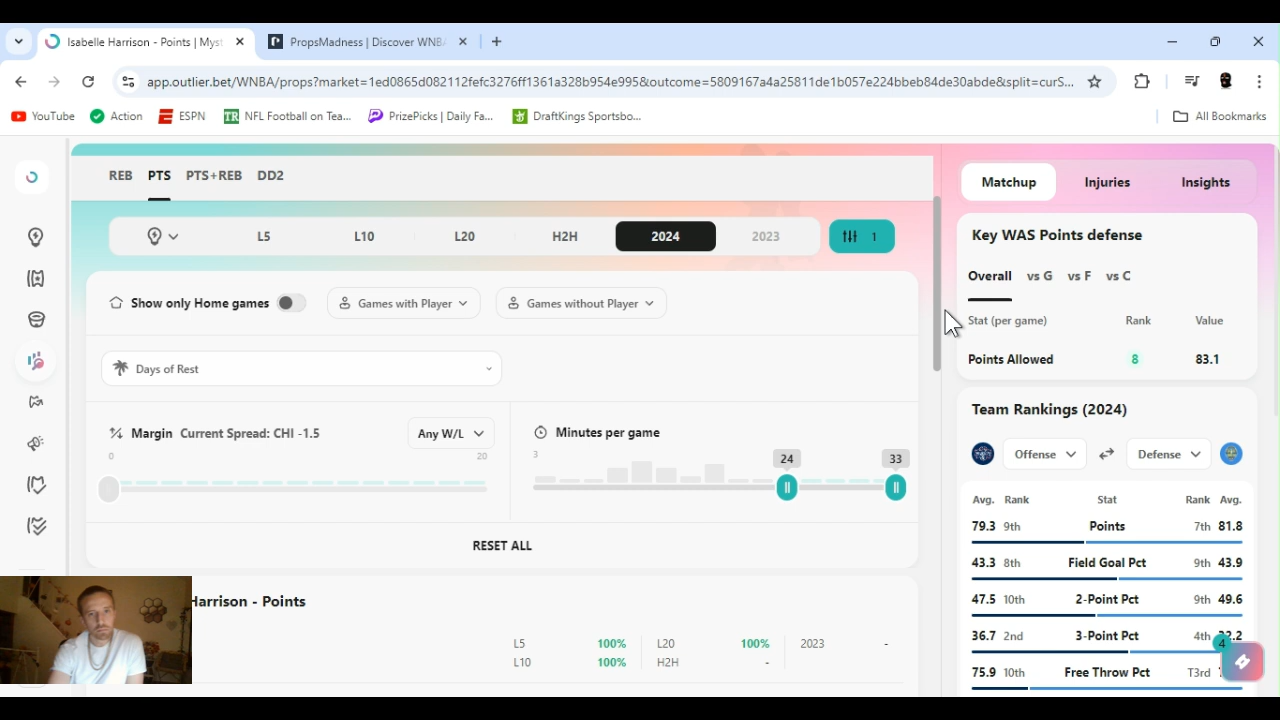 Isabelle Harrison - Points | Myst
PropsMadness | Discover WNBA
app.outlier.bet/WNBA/props?market=1ed0865d082112fefc3276ff1361a328b954e995&outcome=5809167a4a25811de1b057e224bbeb84de30abde&split=curS...
YouTube
Action
ESPN
NFL Football on Tea...
PrizePicks | Daily Fa...
DraftKings Sportsbo...
All Bookmarks
REB PTS PTS+REB DD2
L5 L10 L20 H2H 2024 2023 1
Show only Home games
Games with Player
Games without Player
Days of Rest
Margin Current Spread: CHI -1.5
Any W/L
0 20
Minutes per game
3 24 33
RESET ALL
Harrison - Points
L5 100% L20 100% 2023 -
L10 100% H2H -
Matchup Injuries Insights
Key WAS Points defense
Overall vs G vs F vs C
Stat (per game) Rank Value
Points Allowed 8 83.1
Team Rankings (2024)
Offense Defense
Avg. Rank Stat Rank Avg.
79.3 9th Points 7th 81.8
43.3 8th Field Goal Pct 9th 43.9
47.5 10th 2-Point Pct 9th 49.6
36.7 2nd 3-Point Pct 4th
4
75.9 10th Free Throw Pct T3rd